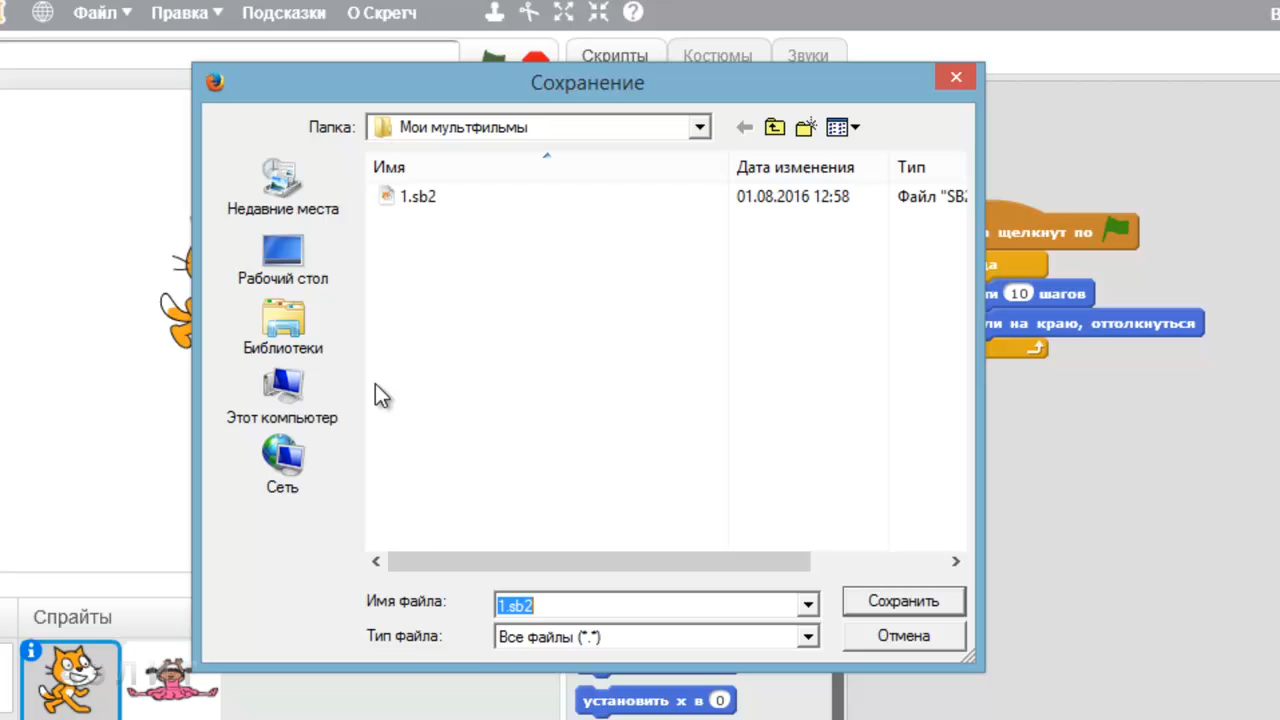 Файл Правка Подсказки О Скретч
Скрипты Костюмы Звуки
Сохранение
Папка: Мои мультфильмы
Имя Дата изменения Тип
1.sb2 01.08.2016 12:58 Файл "SB2
Недавние места
Рабочий стол
Библиотеки
Этот компьютер
Сеть
щелкнут по
10 шагов
на краю, оттолкнуться
Имя файла: 1.sb2 Сохранить
Тип файла: Все файлы (*.*) Отмена
Спрайты
установить x в 0